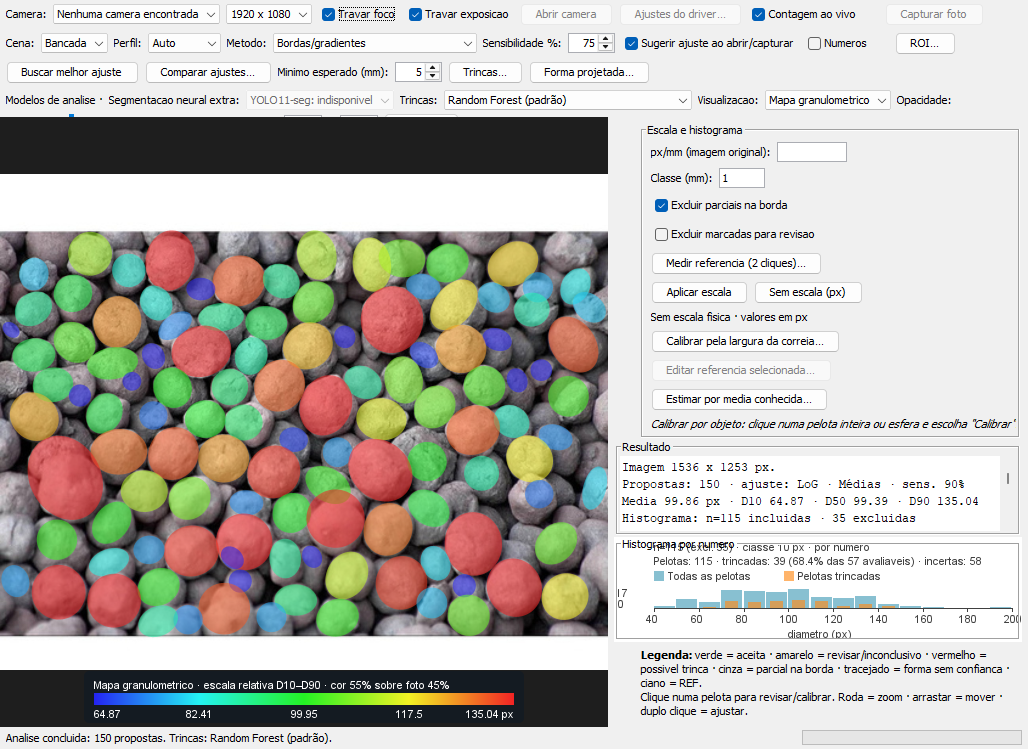 Camera: Nenhuma camera encontrada 1920 x 1080 Travar foco Travar exposicao Abrir camera Ajustes do driver... Contagem ao vivo Capturar foto
Cena: Bancada Perfil: Auto Metodo: Bordas/gradientes Sensibilidade %: 75 Sugerir ajuste ao abrir/capturar Numeros ROI...
Buscar melhor ajuste Comparar ajustes... Minimo esperado (mm): 5 Trincas... Forma projetada...
Modelos de analise · Segmentacao neural extra: YOLO11-seg: indisponivel Trincas: Random Forest (padrão) Visualizacao: Mapa granulometrico Opacidade:
Escala e histograma
px/mm (imagem original):
Classe (mm): 1
Excluir parciais na borda
Excluir marcadas para revisao
Medir referencia (2 cliques)...
Aplicar escala Sem escala (px)
Sem escala fisica · valores em px
Calibrar pela largura da correia...
Editar referencia selecionada...
Estimar por media conhecida...
Calibrar por objeto: clique numa pelota inteira ou esfera e escolha "Calibrar'
Resultado
Imagem 1536 x 1253 px.
Propostas: 150 · ajuste: LoG · Médias · sens. 90%
Media 99.86 px · D10 64.87 · D50 99.39 · D90 135.04
Histograma: n=115 incluidas · 35 excluidas
Histograma por numero
· classe 10 px · por numero
Pelotas: 115 · trincadas: 39 (68.4% das 57 avaliaveis) · incertas: 58
Todas as pelotas Pelotas trincadas
17
0
40 60 80 100 120 140 160 180 200
diametro (px)
Legenda: verde = aceita · amarelo = revisar/inconclusivo · vermelho =
possivel trinca · cinza = parcial na borda · tracejado = forma sem confianca ·
ciano = REF.
Clique numa pelota para revisar/calibrar. Roda = zoom · arrastar = mover ·
duplo clique = ajustar.
Mapa granulometrico · escala relativa D10–D90 · cor 55% sobre foto 45%
64.87 82.41 99.95 117.5 135.04 px
Analise concluida: 150 propostas. Trincas: Random Forest (padrão).